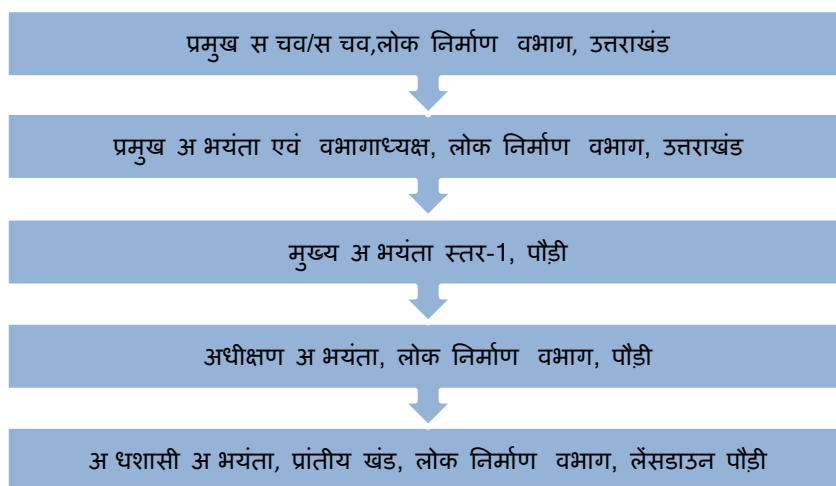 प्रमुख स चव/स चव,लोक निर्माण वभाग, उत्तराखंड
प्रमुख अ भयंता एवं वभागाध्यक्ष, लोक निर्माण वभाग, उत्तराखंड
मुख्य अ भयंता स्तर-1, पौड़ी
अधीक्षण अ भयंता, लोक निर्माण वभाग, पौड़ी
अ धशासी अ भयंता, प्रांतीय खंड, लोक निर्माण वभाग, लेंसडाउन पौड़ी